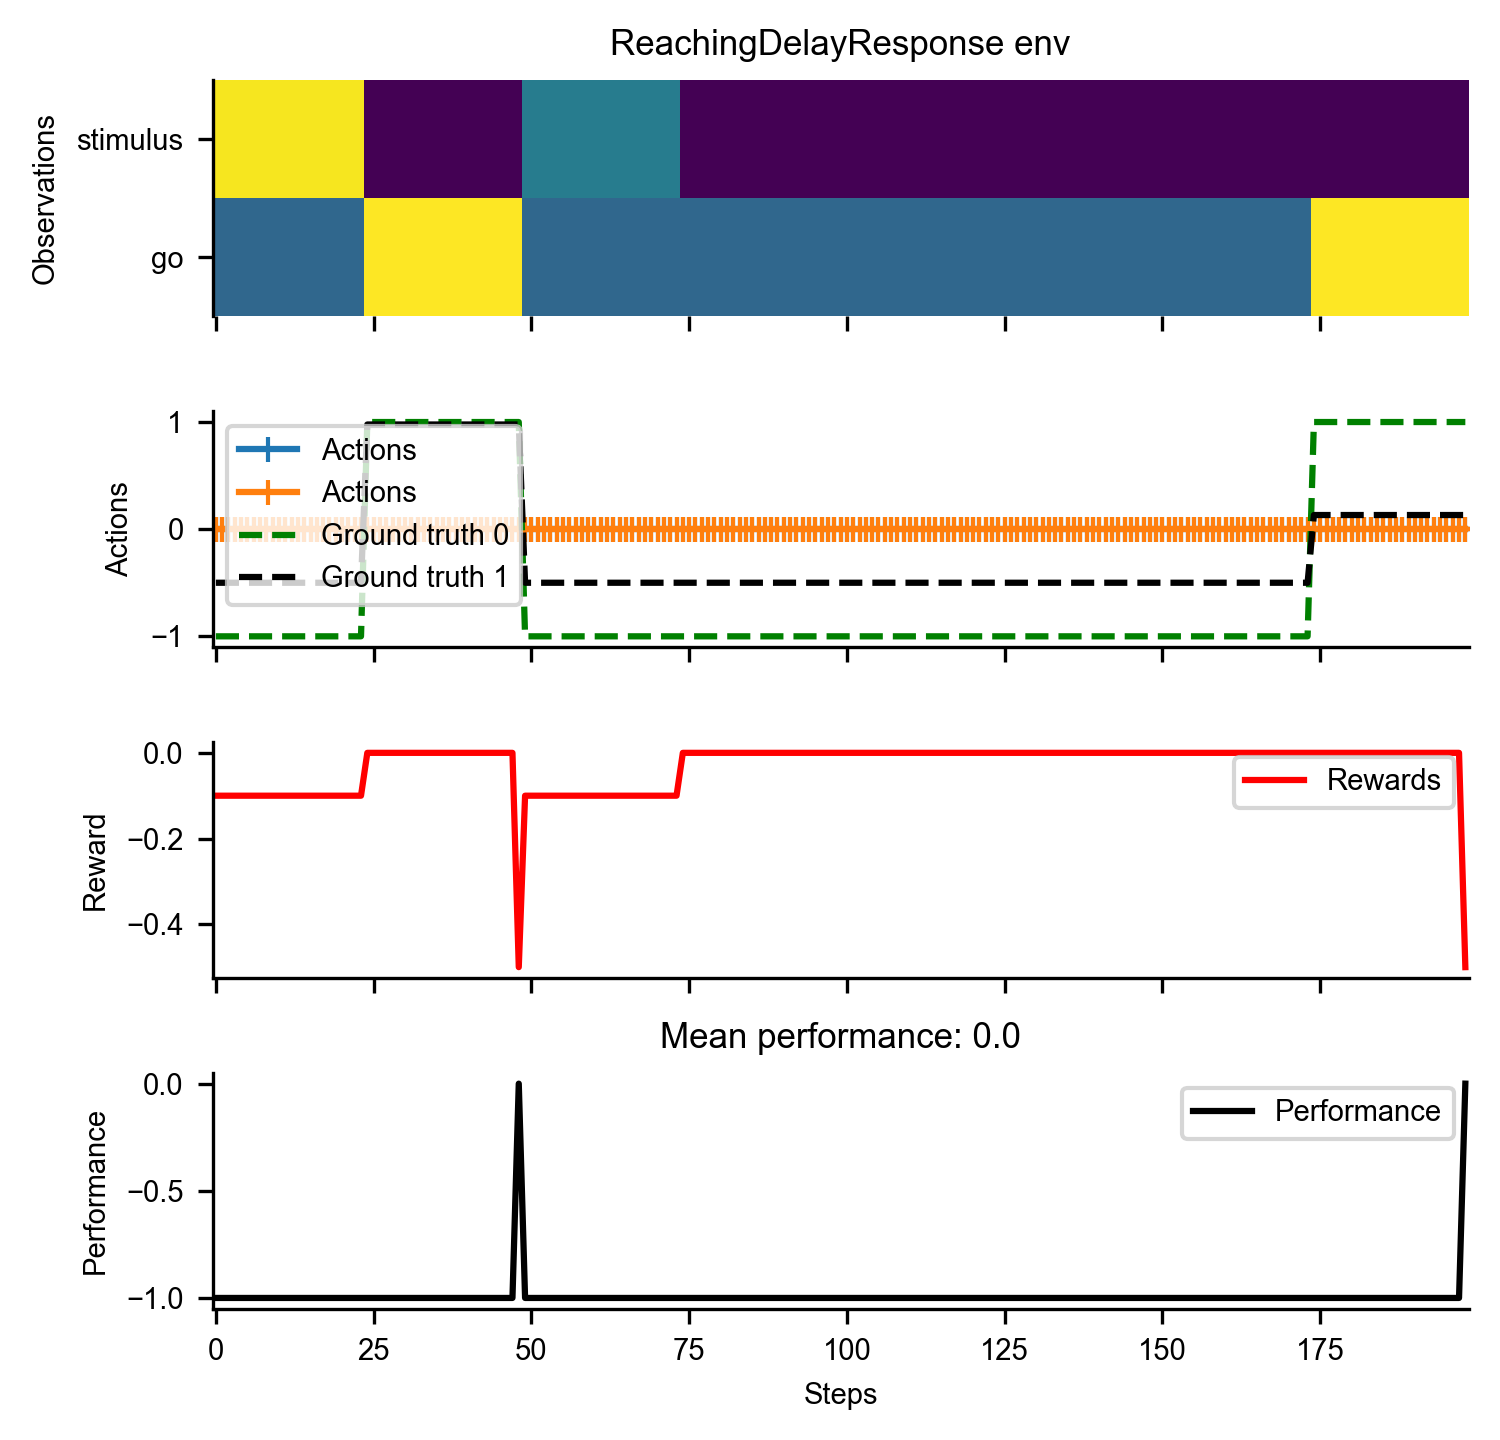 ReachingDelayResponse env
Observations
stimulus
go
Actions
1
0
−1
Actions
Actions
Ground truth 0
Ground truth 1
Reward
0.0
−0.2
−0.4
Rewards
Mean performance: 0.0
Performance
0.0
−0.5
−1.0
Performance
0 25 50 75 100 125 150 175
Steps